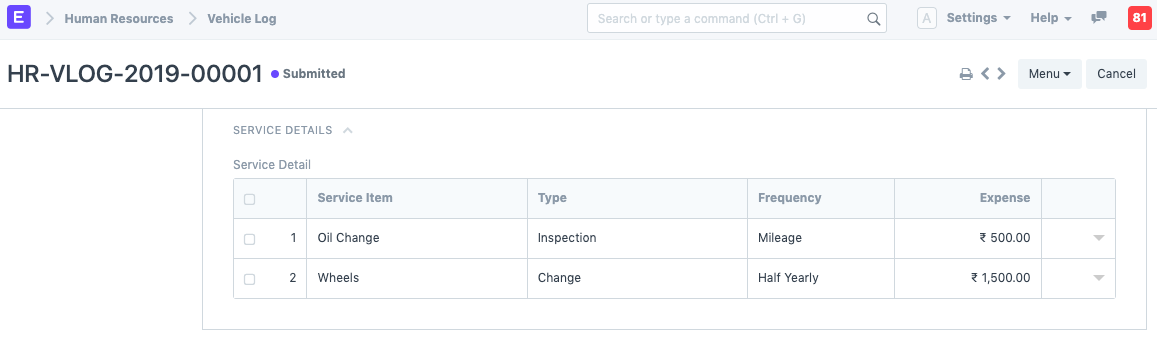 E Human Resources Vehicle Log Search or type a command (Ctrl + G) A Settings Help 81
HR-VLOG-2019-00001 Submitted Menu Cancel
SERVICE DETAILS
Service Detail
Service Item Type Frequency Expense
1 Oil Change Inspection Mileage ₹ 500.00
2 Wheels Change Half Yearly ₹ 1,500.00